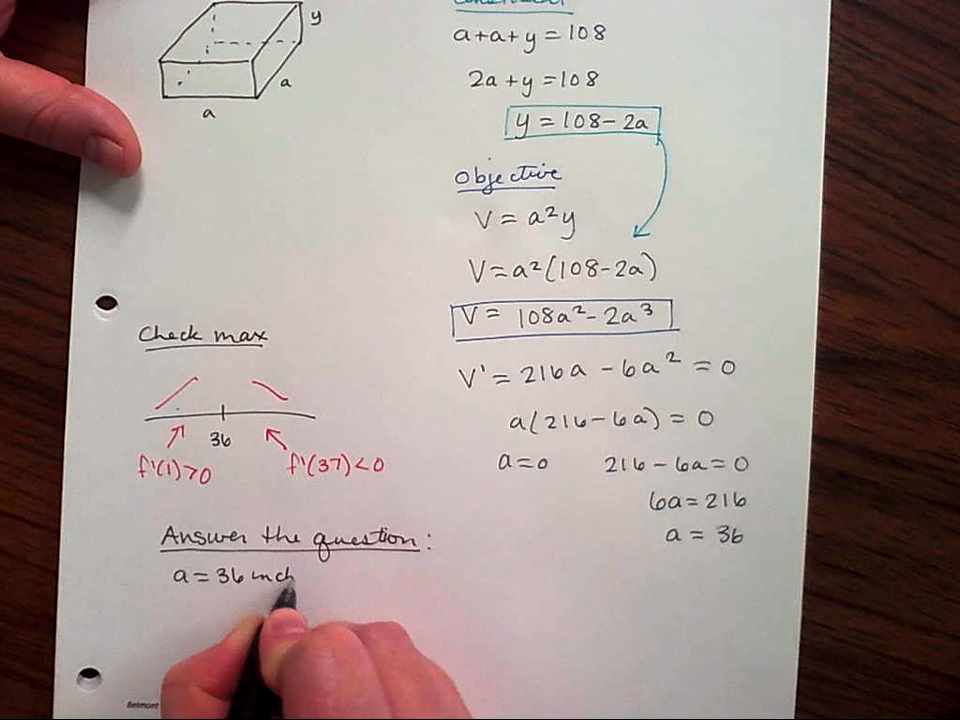 y
a
a
a+a+y = 108
2a+y = 108
y = 108-2a
Objective
V = a²y
V = a²(108-2a)
V = 108a² - 2a³
V' = 216a - 6a² = 0
a(216-6a) = 0
a=0 216-6a=0
6a=216
a = 36
Check max
36
f'(1)>0 f'(37)<0
Answer the question:
a = 36 inch
Belmont